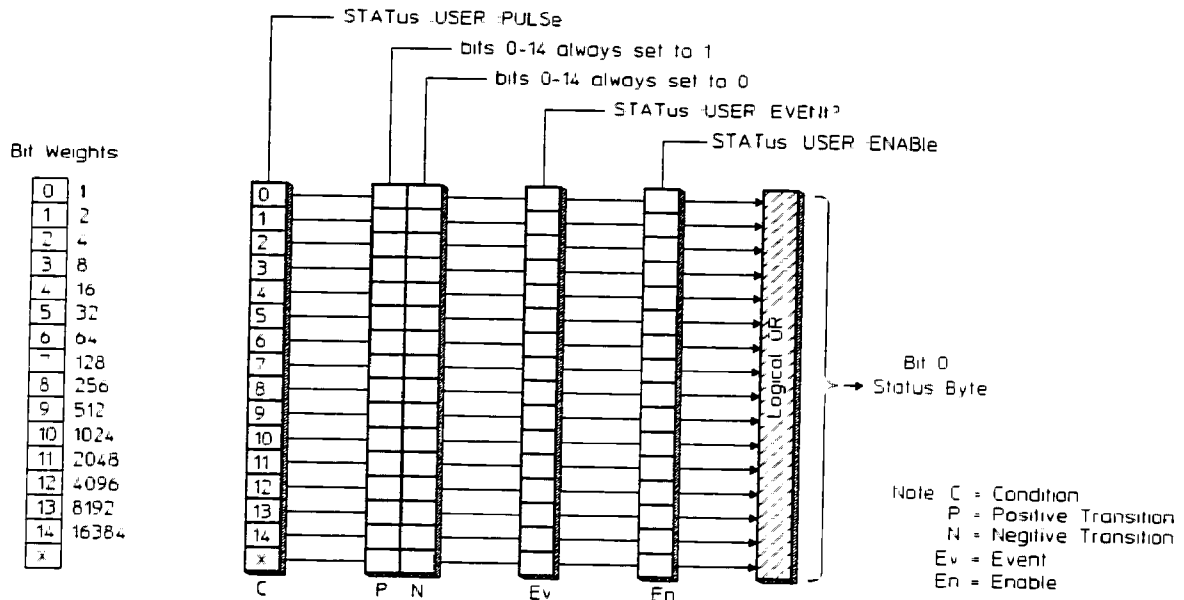 STATus :USER :PULSe
bits 0-14 always set to 1
bits 0-14 always set to 0
STATus :USER :EVENt?
STATus :USER :ENABle
Bit Weights
0 1
1 2
2 4
3 8
4 16
5 32
6 64
7 128
8 256
9 512
10 1024
11 2048
12 4096
13 8192
14 16384
X
0
1
2
3
4
5
6
7
8
9
10
11
12
13
14
X
C
P N
Ev
En
Logical OR
Bit 0
Status Byte
Note C = Condition
P = Positive Transition
N = Negitive Transition
Ev = Event
En = Enable